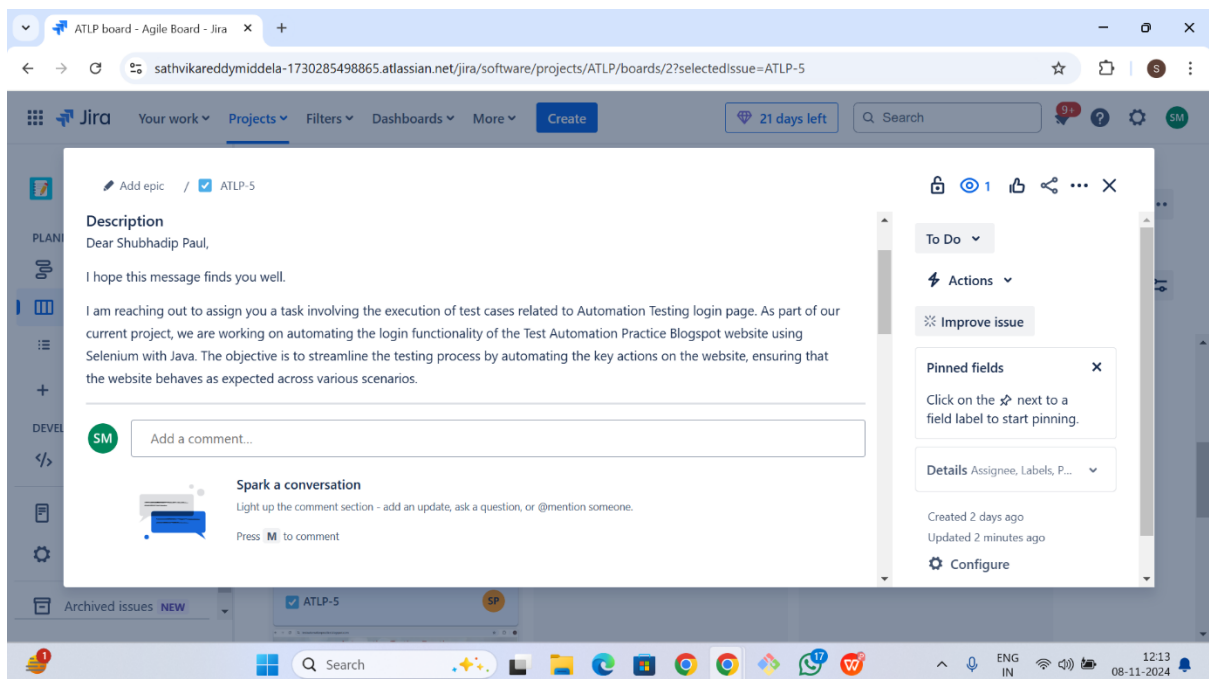 ATLP board - Agile Board - Jira
sathvikareddymiddela-1730285498865.atlassian.net/jira/software/projects/ATLP/boards/2?selectedIssue=ATLP-5
S
Jira Your work Projects Filters Dashboards More Create 21 days left Search 9+ SM
Add epic / ATLP-5 1
Description
Dear Shubhadip Paul,
I hope this message finds you well.
I am reaching out to assign you a task involving the execution of test cases related to Automation Testing login page. As part of our
current project, we are working on automating the login functionality of the Test Automation Practice Blogspot website using
Selenium with Java. The objective is to streamline the testing process by automating the key actions on the website, ensuring that
the website behaves as expected across various scenarios.
SM Add a comment...
Spark a conversation
Light up the comment section - add an update, ask a question, or @mention someone.
Press M to comment
To Do
Actions
Improve issue
Pinned fields
Click on the next to a
field label to start pinning.
Details Assignee, Labels, P...
Created 2 days ago
Updated 2 minutes ago
Configure
PLANI
DEVEL
Archived issues NEW
ATLP-5 SP
1 Search 17 ENG
IN
12:13
08-11-2024